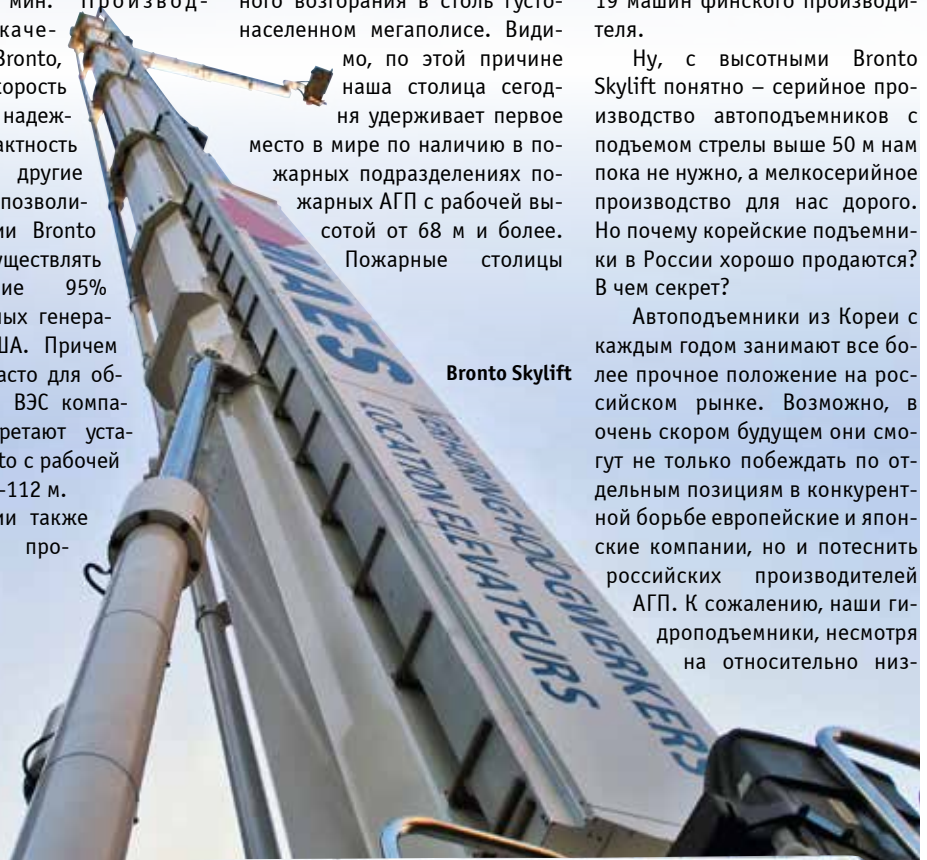 мин. Производ-
каче-
Bronto,
корость
надеж-
актность
другие
позволи-
ии Bronto
уществлять
ие 95%
ных генера-
ША. Причем
асто для об-
ВЭС компа-
ретают уста-
to с рабочей
-112 м.
ии также
про-
ного возгорания в столь густо-
населенном мегаполисе. Види-
мо, по этой причине
наша столица сегод-
ня удерживает первое
место в мире по наличию в по-
жарных подразделениях по-
жарных АГП с рабочей вы-
сотой от 68 м и более.
Пожарные столицы
Bronto Skylift
19 машин финского производи-
теля.
Ну, с высотными Bronto
Skylift понятно – серийное про-
изводство автоподъемников с
подъемом стрелы выше 50 м нам
пока не нужно, а мелкосерийное
производство для нас дорого.
Но почему корейские подъемни-
ки в России хорошо продаются?
В чем секрет?
Автоподъемники из Кореи с
каждым годом занимают все бо-
лее прочное положение на рос-
сийском рынке. Возможно, в
очень скором будущем они смо-
гут не только побеждать по от-
дельным позициям в конкурент-
ной борьбе европейские и япон-
ские компании, но и потеснить
российских производителей
АГП. К сожалению, наши ги-
дроподъемники, несмотря
на относительно низ-
MAES
VERHURING HOOGWERKERS
LOCATION ELEVATEURS